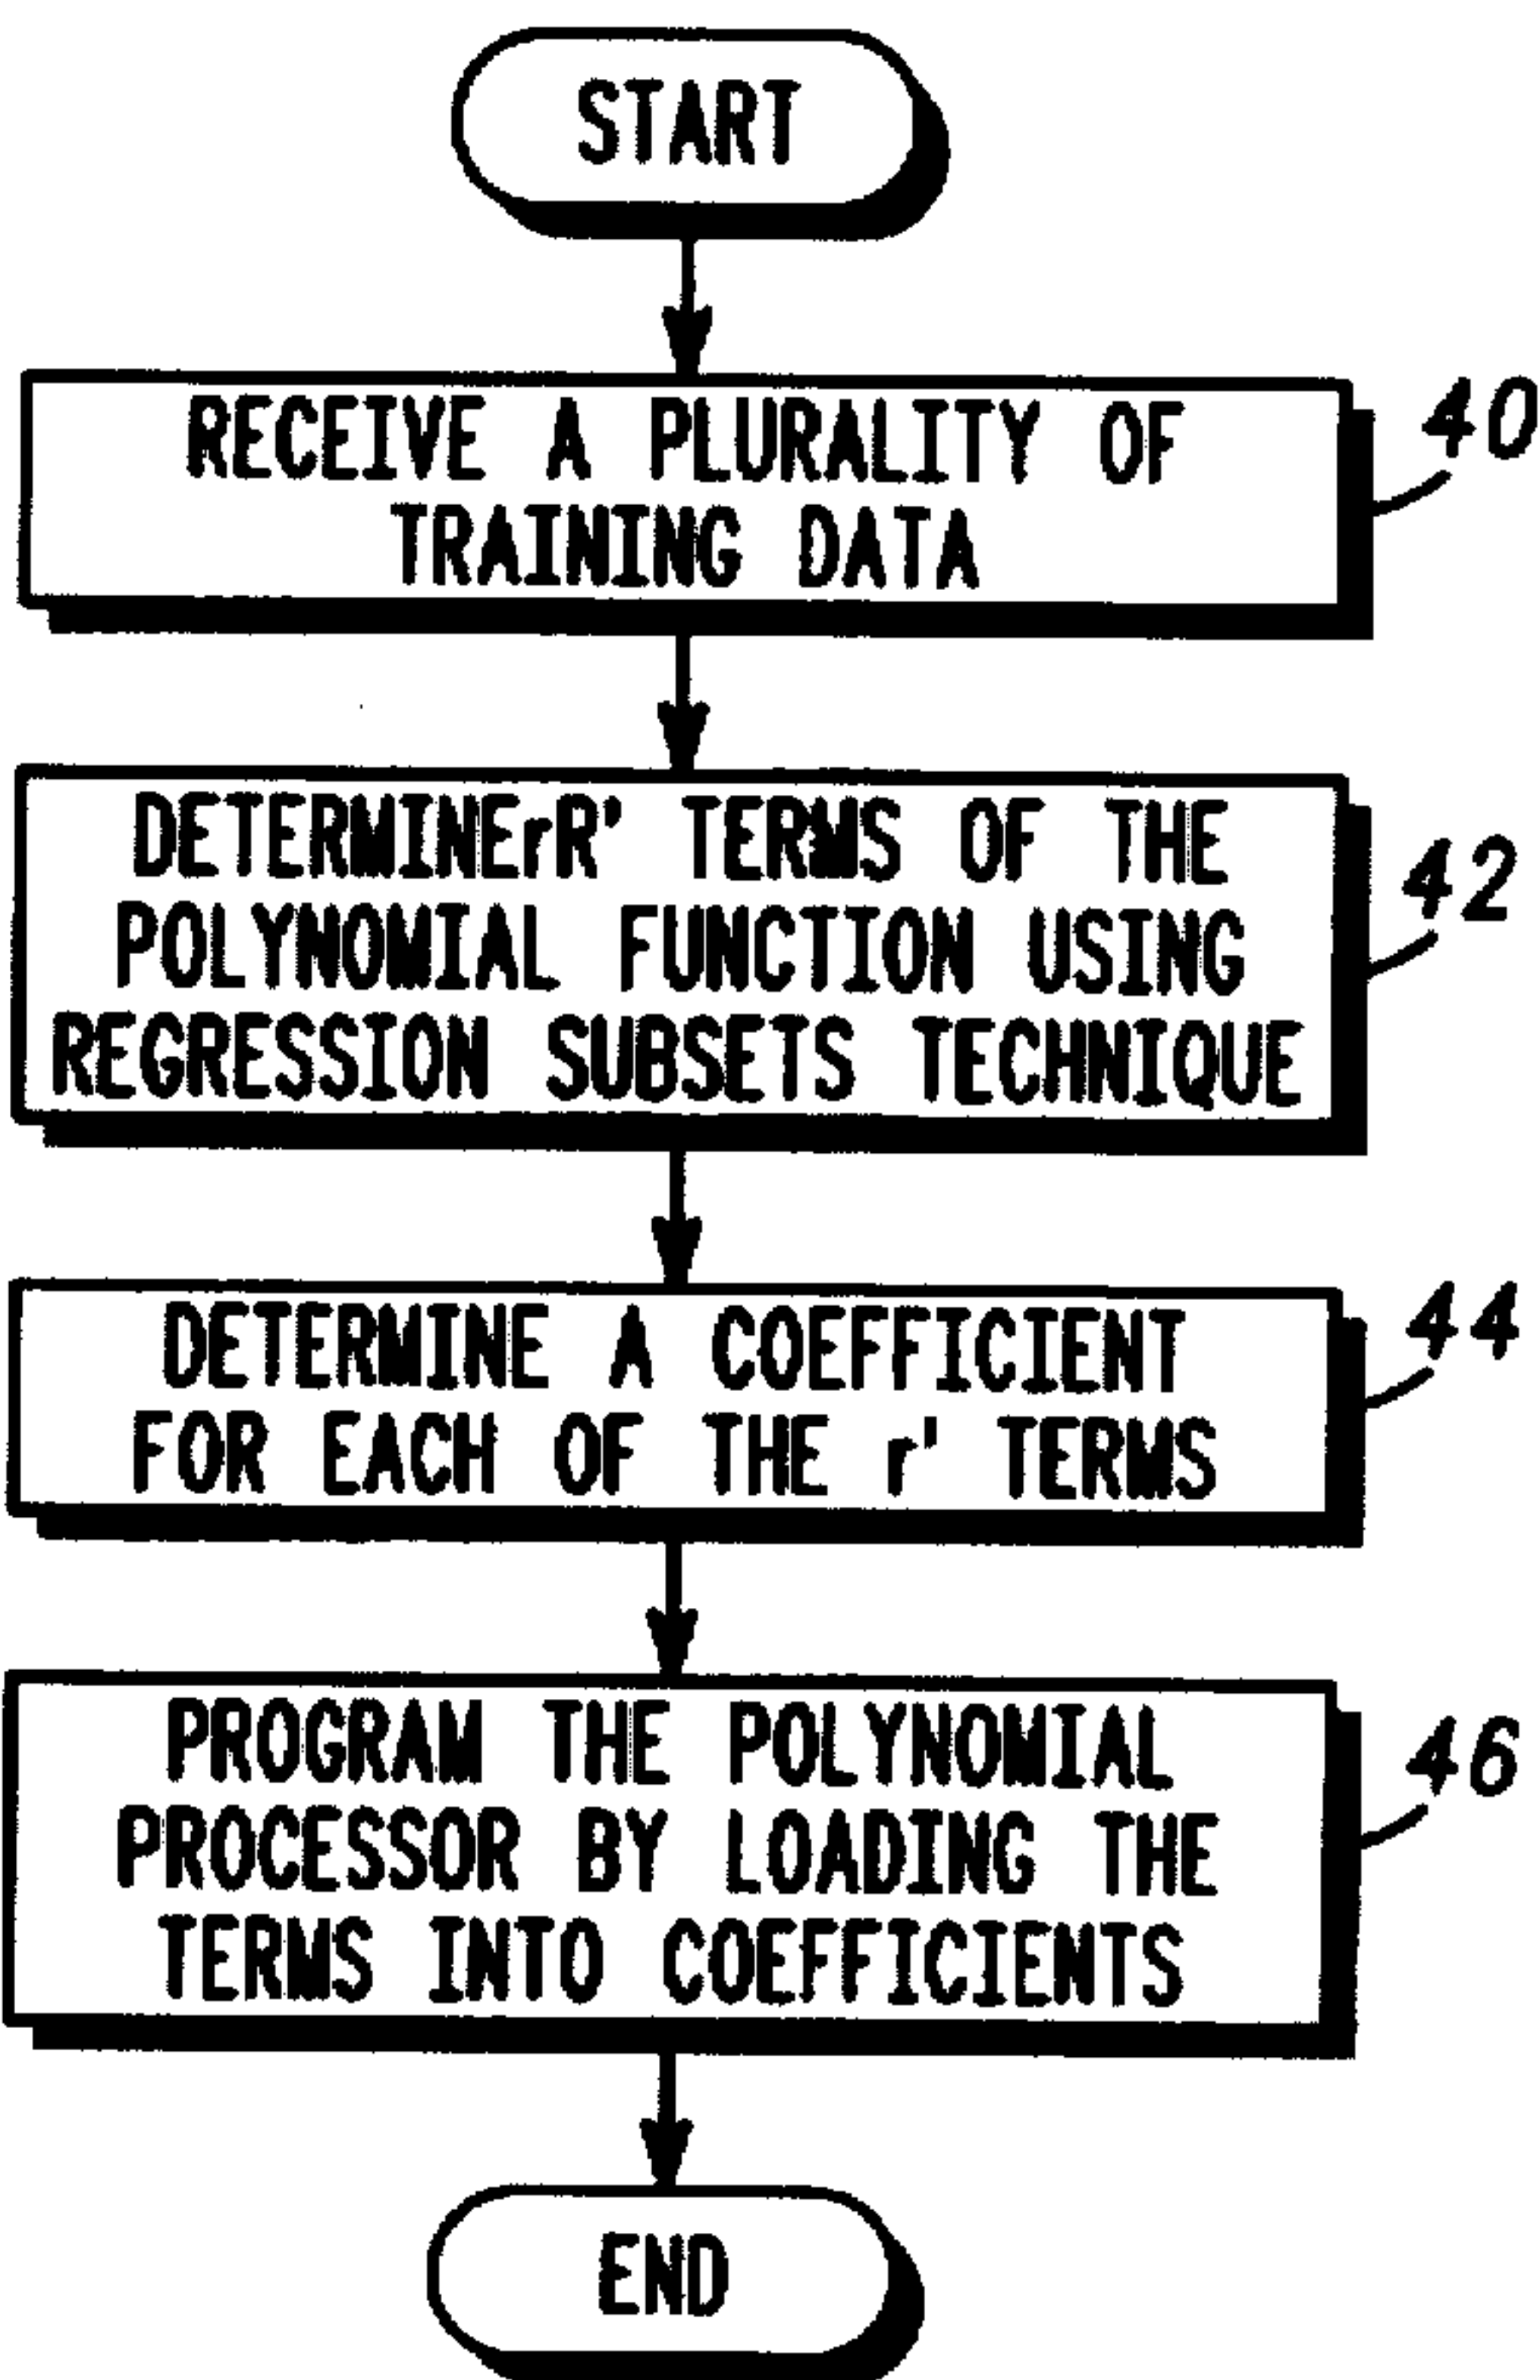 START
RECEIVE A PLURALITY OF
40
TRAINING DATA
DETERMINErR' TERMS OF THE
42
POLYNOMIAL FUNCTION USING
REGRESSION SUBSETS TECHNIQUE
DETERMINE A COEFFICIENT
44
FOR EACH OF THE r' TERMS
PROGRAM THE POLYNOMIAL
46
PROCESSOR BY LOADING THE
TERMS INTO COEFFICIENTS
END